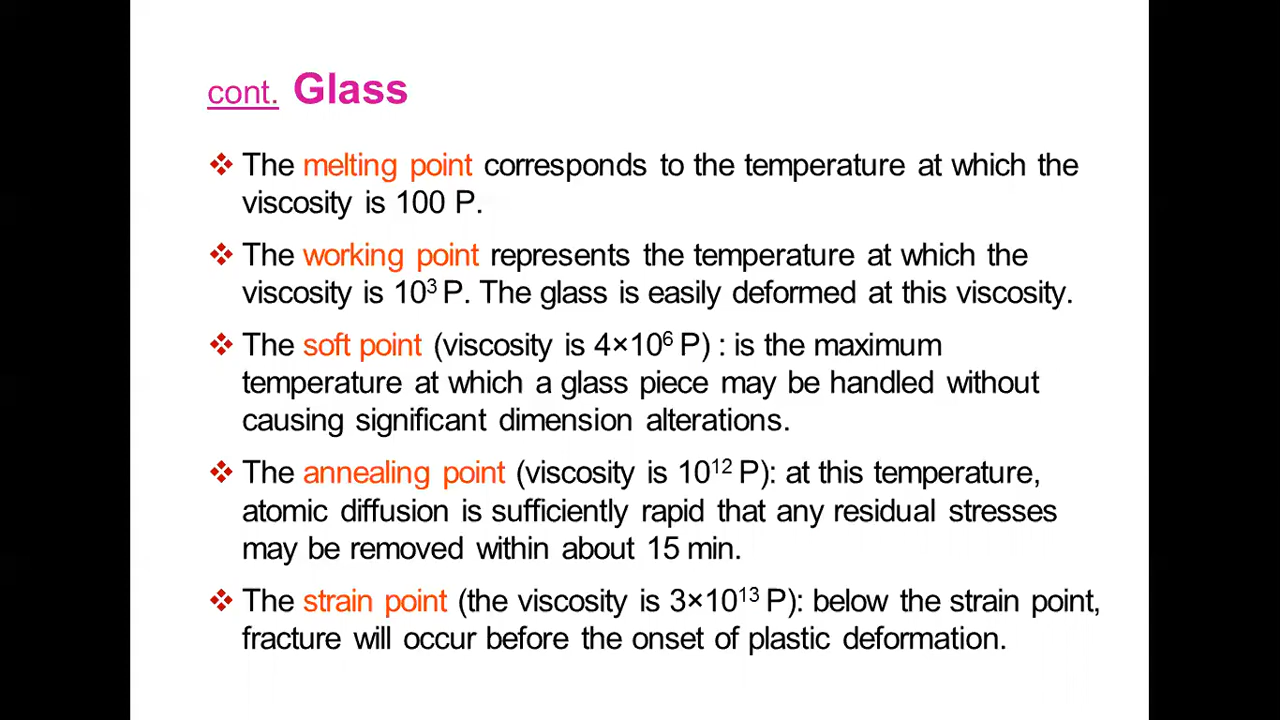 cont. Glass
❖ The melting point corresponds to the temperature at which the
viscosity is 100 P.
❖ The working point represents the temperature at which the
viscosity is 10³ P. The glass is easily deformed at this viscosity.
❖ The soft point (viscosity is 4×10⁶ P) : is the maximum
temperature at which a glass piece may be handled without
causing significant dimension alterations.
❖ The annealing point (viscosity is 10¹² P): at this temperature,
atomic diffusion is sufficiently rapid that any residual stresses
may be removed within about 15 min.
❖ The strain point (the viscosity is 3×10¹³ P): below the strain point,
fracture will occur before the onset of plastic deformation.